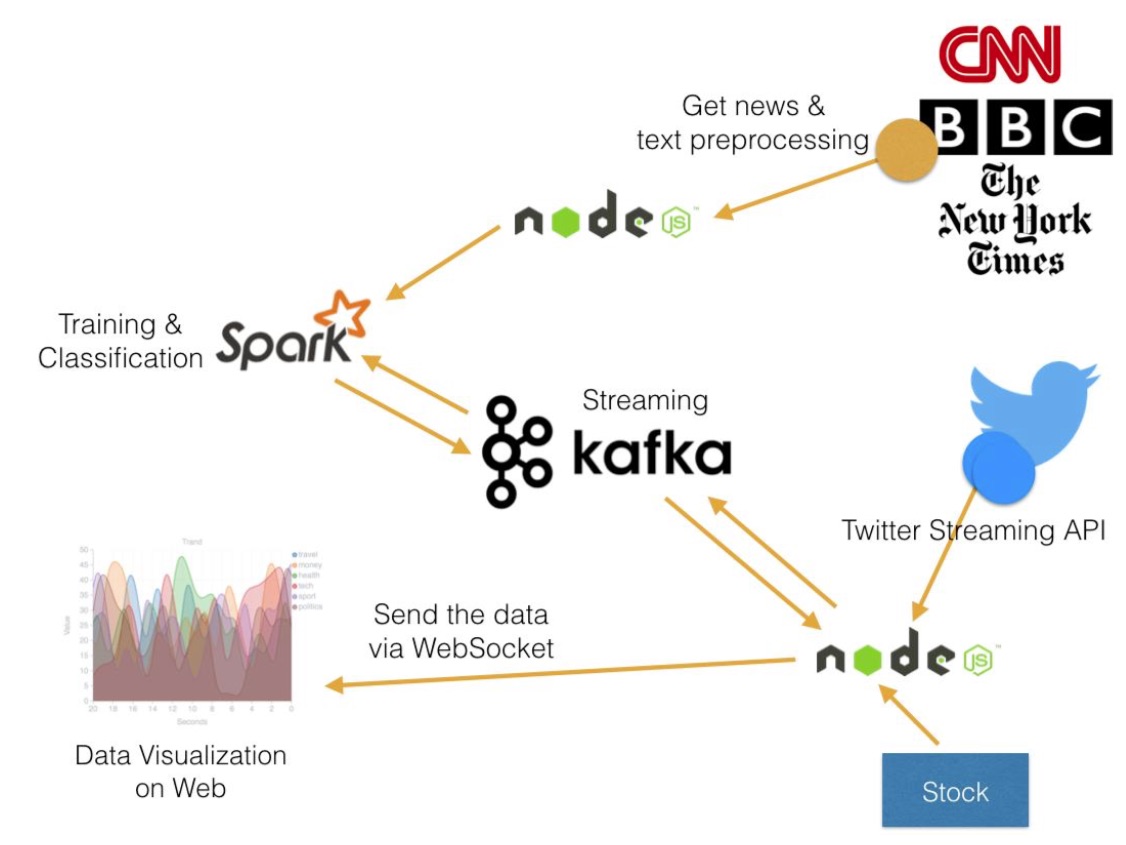 CNN
BBC
The
New York
Times
Get news &
text preprocessing
node JS™
Training &
Classification
Spark
Streaming
kafka
Twitter Streaming API
Trend
travel
money
health
tech
sport
politics
Value
50
45
40
35
30
25
20
15
10
5
0
20 18 16 14 12 10 8 6 4 2 0
Seconds
Send the data
via WebSocket
node JS™
Data Visualization
on Web
Stock